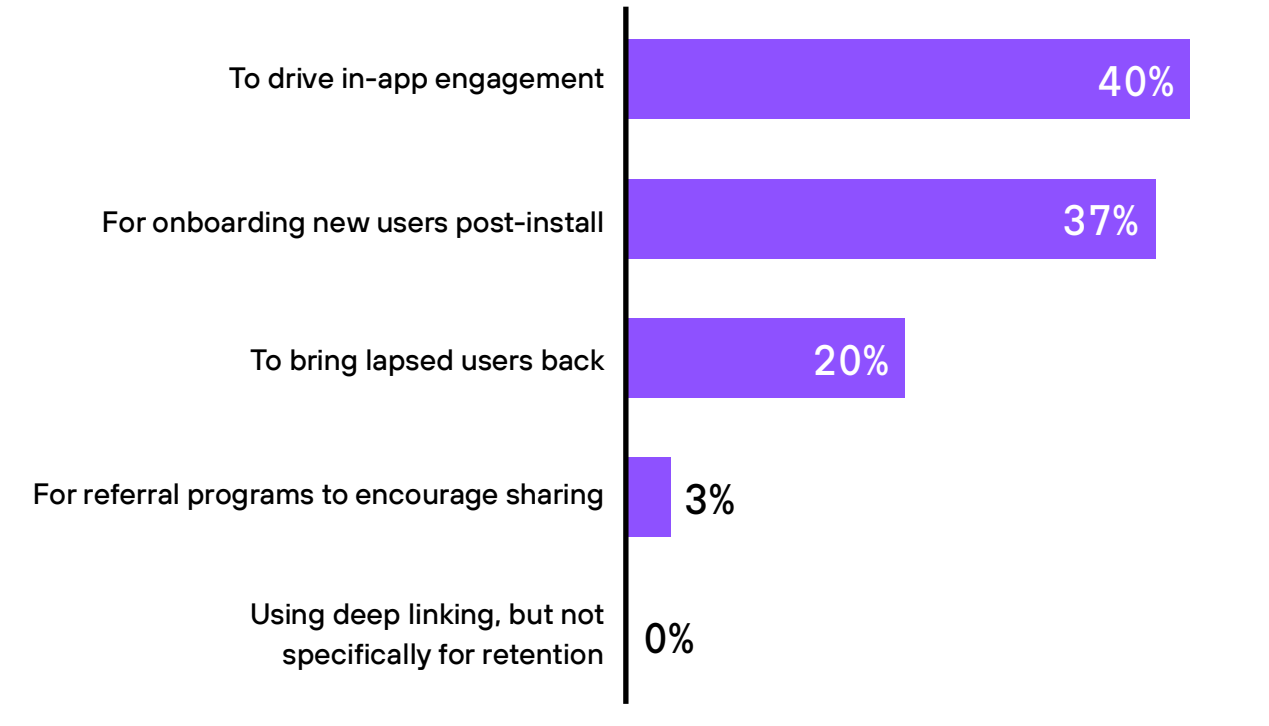 To drive in-app engagement
40%
For onboarding new users post-install
37%
To bring lapsed users back
20%
For referral programs to encourage sharing
3%
Using deep linking, but not
specifically for retention
0%